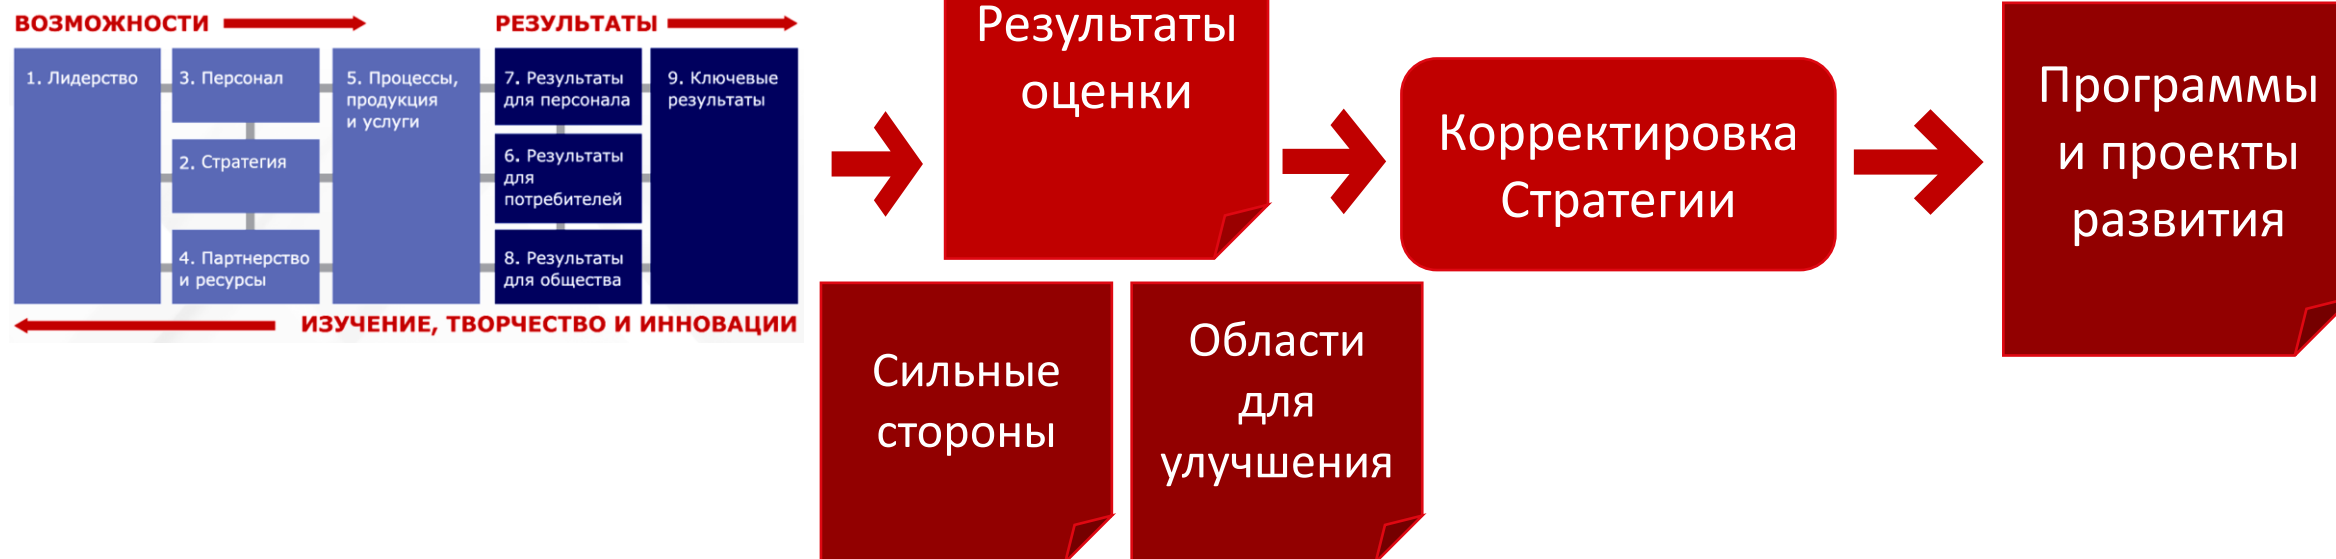 ВОЗМОЖНОСТИ
РЕЗУЛЬТАТЫ
1. Лидерство
3. Персонал
2. Стратегия
4. Партнерство
и ресурсы
5. Процессы,
продукция
и услуги
7. Результаты
для персонала
6. Результаты
для
потребителей
8. Результаты
для общества
9. Ключевые
результаты
ИЗУЧЕНИЕ, ТВОРЧЕСТВО И ИННОВАЦИИ
Результаты
оценки
Сильные
стороны
Области
для
улучшения
Корректировка
Стратегии
Программы
и проекты
развития